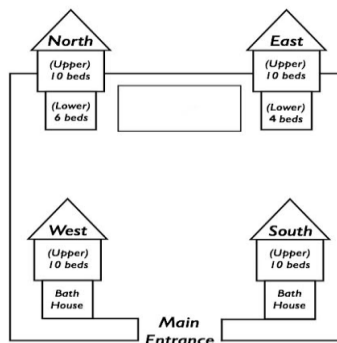 North
(Upper)
10 beds
(Lower)
6 beds
East
(Upper)
10 beds
(Lower)
4 beds
West
(Upper)
10 beds
Bath
House
South
(Upper)
10 beds
Bath
House
Main
Entrance